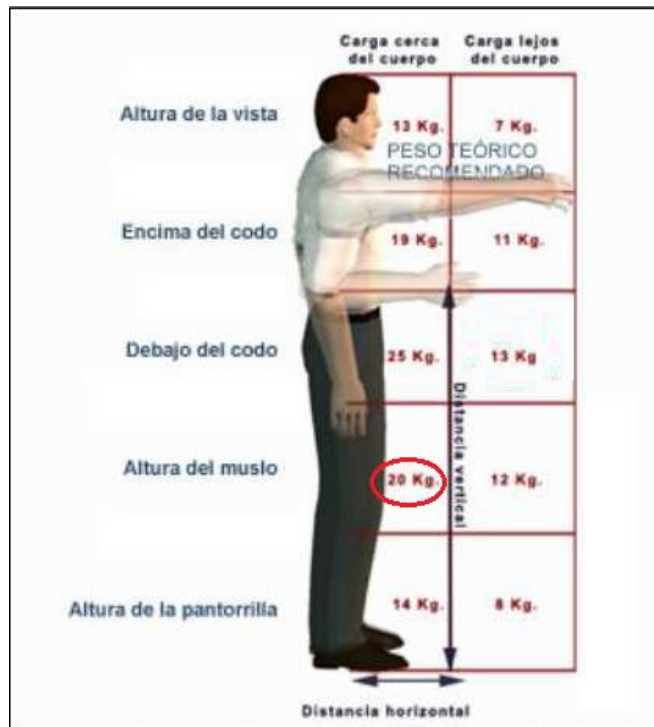 Carga cerca
del cuerpo
Carga lejos
del cuerpo
Altura de la vista
13 Kg.
7 Kg.
PESO TEÓRICO
RECOMENDADO
Encima del codo
19 Kg.
11 Kg.
Debajo del codo
25 Kg.
13 Kg
Distancia vertical
Altura del muslo
20 Kg.
12 Kg.
Altura de la pantorrilla
14 Kg.
8 Kg.
Distancia horizontal